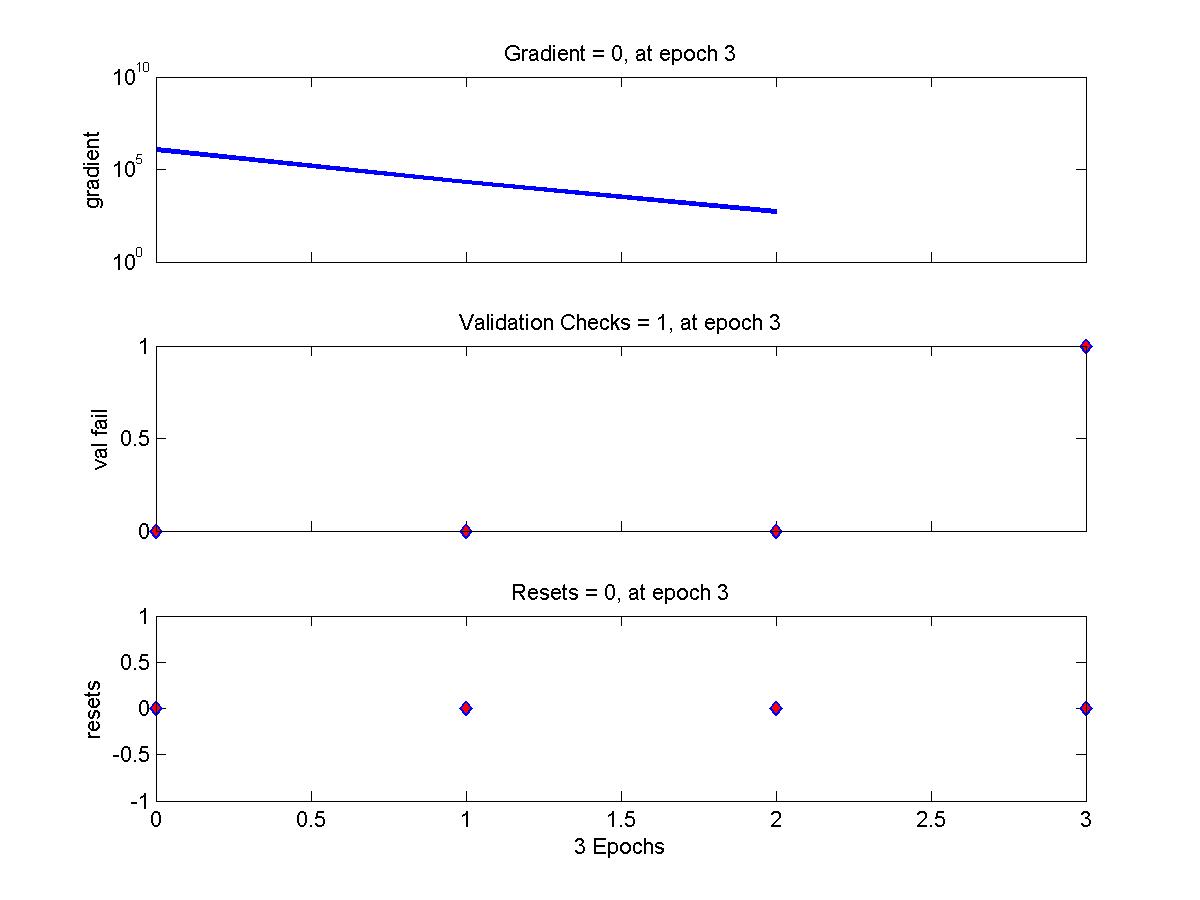 Gradient = 0, at epoch 3
10^10
10^5
10^0
gradient
Validation Checks = 1, at epoch 3
1
0.5
0
val fail
Resets = 0, at epoch 3
1
0.5
0
-0.5
-1
resets
0 0.5 1 1.5 2 2.5 3
3 Epochs